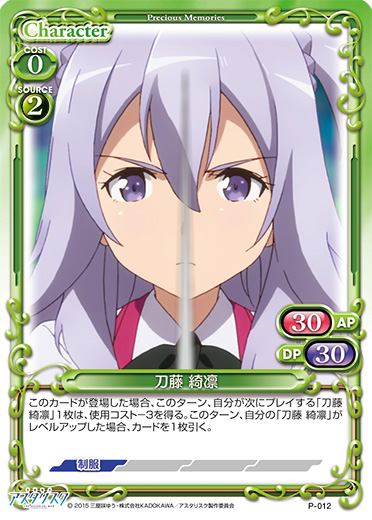 Precious Memories
Character
COST
0
SOURCE
2
30 AP
DP 30
刀藤 綺凛
このカードが登場した場合、このターン、自分が次にプレイする「刀藤
綺凛」1枚は、使用コスト−3を得る。このターン、自分の「刀藤 綺凛」が
レベルアップした場合、カードを1枚引く。
制服
アスタリスク
© 2015 三屋咲ゆう・株式会社KADOKAWA／アスタリスク製作委員会
P-012